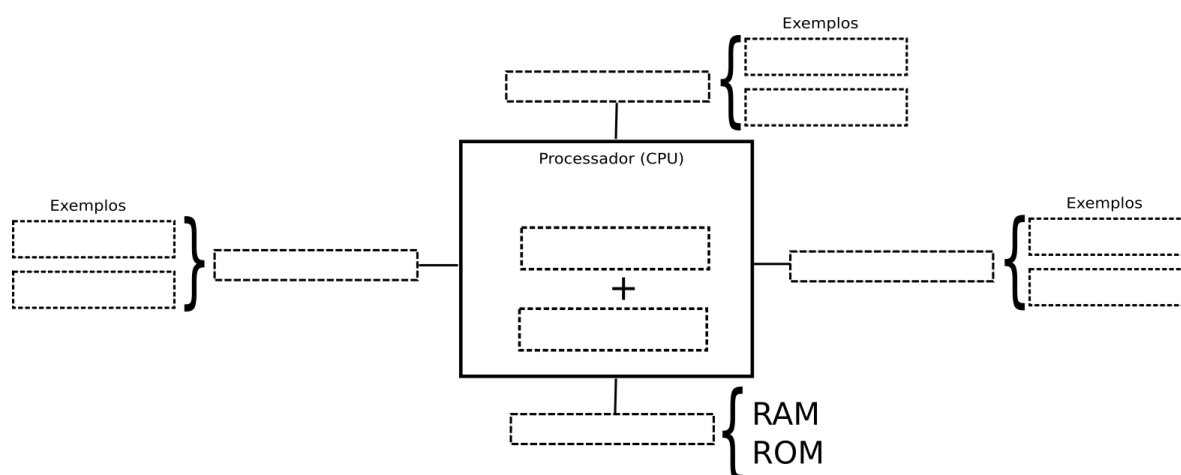 Exemplos
Processador (CPU)
Exemplos
Exemplos
+
RAM
ROM